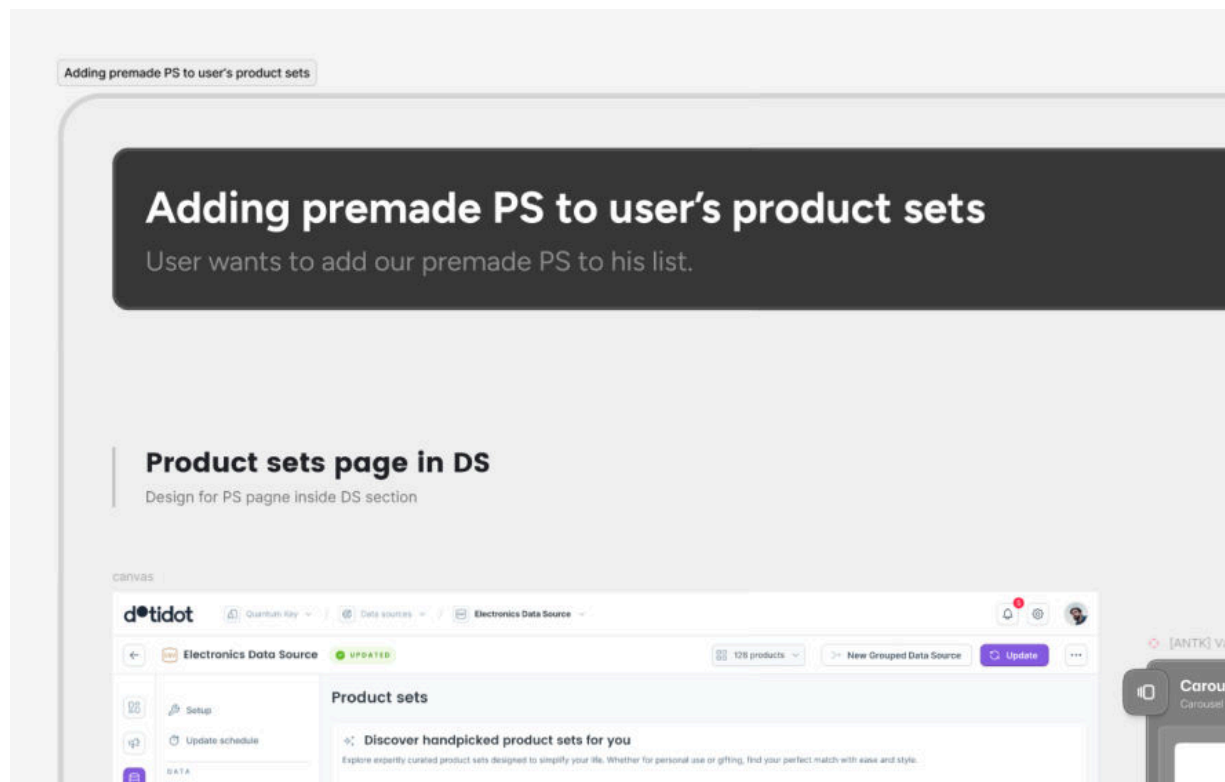 Adding premade PS to user's product sets
Adding premade PS to user's product sets
User wants to add our premade PS to his list.
Product sets page in DS
Design for PS pagne inside DS section
canvas
dotidot
Quantum Key / Data sources / Electronics Data Source
Electronics Data Source UPDATED 128 products New Grouped Data Source Update
[ANTK]
Carou
Carousel
Product sets
Setup
Update schedule
Discover handpicked product sets for you
Explore expertly curated product sets designed to simplify your life. Whether for personal use or gifting, find your perfect match with ease and style.
DATA